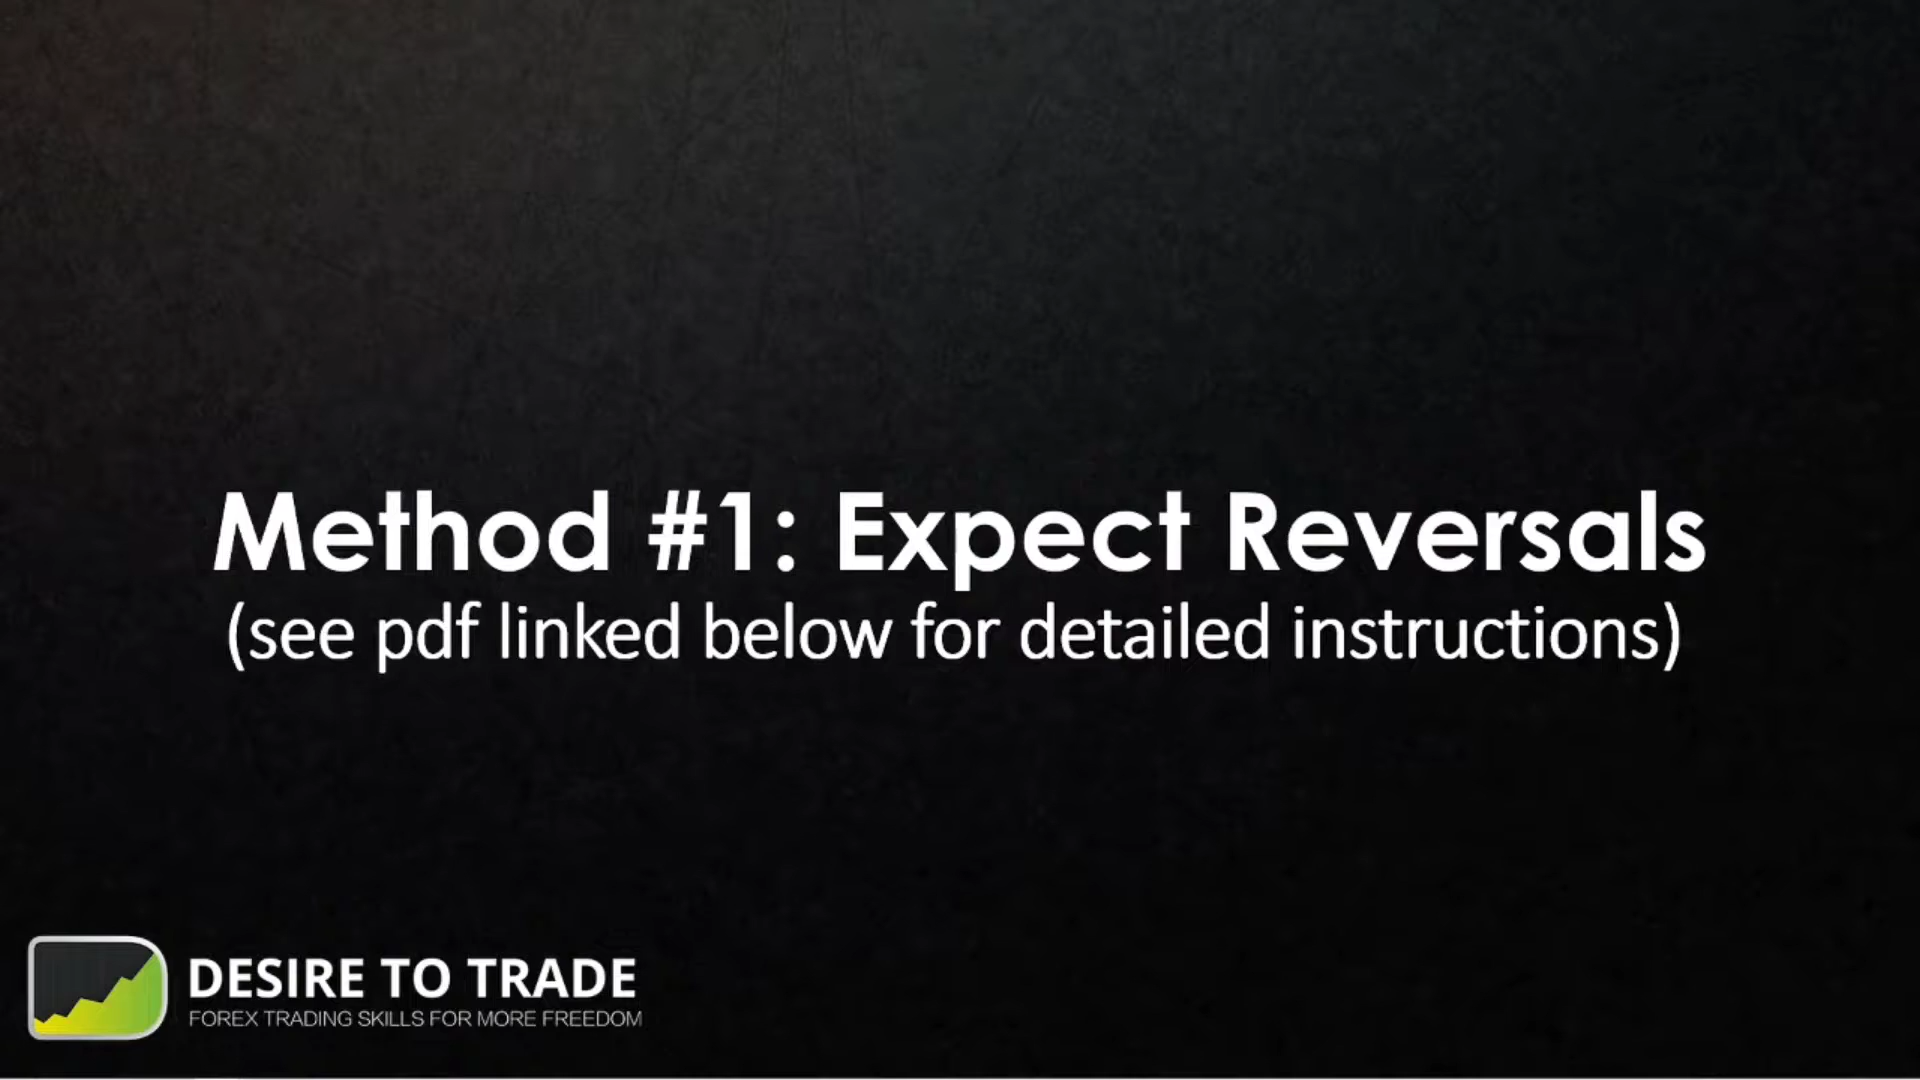 Method #1: Expect Reversals
(see pdf linked below for detailed instructions)
DESIRE TO TRADE
FOREX TRADING SKILLS FOR MORE FREEDOM